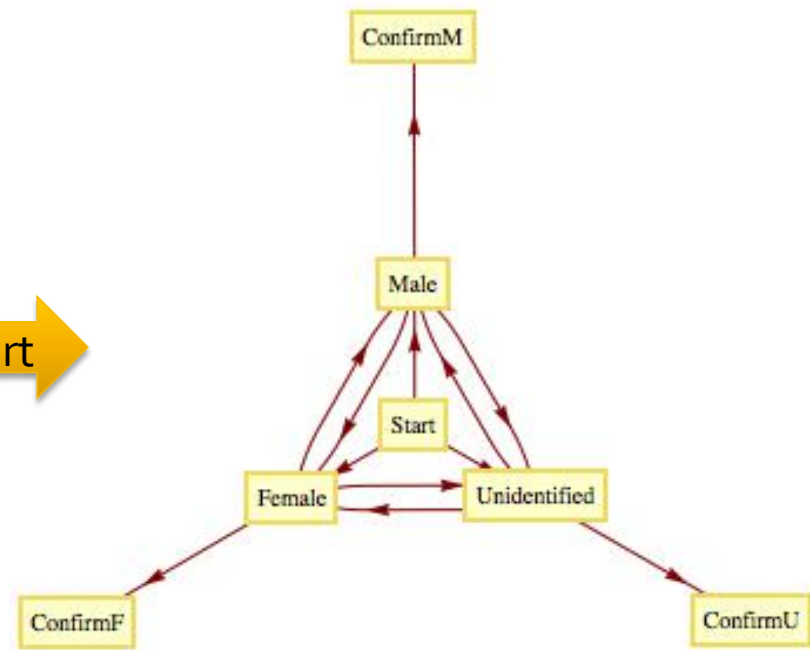 ConfirmM
Male
rt
Start
Female
Unidentified
ConfirmF
ConfirmU